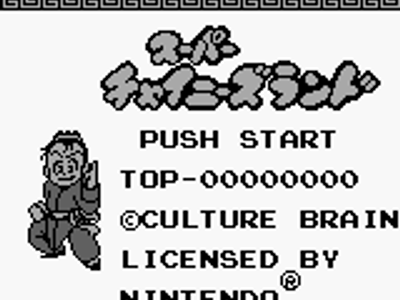 スーパー
チャイニーズランド
PUSH START
TOP-00000000
©CULTURE BRAIN
LICENSED BY
NINTENDO®